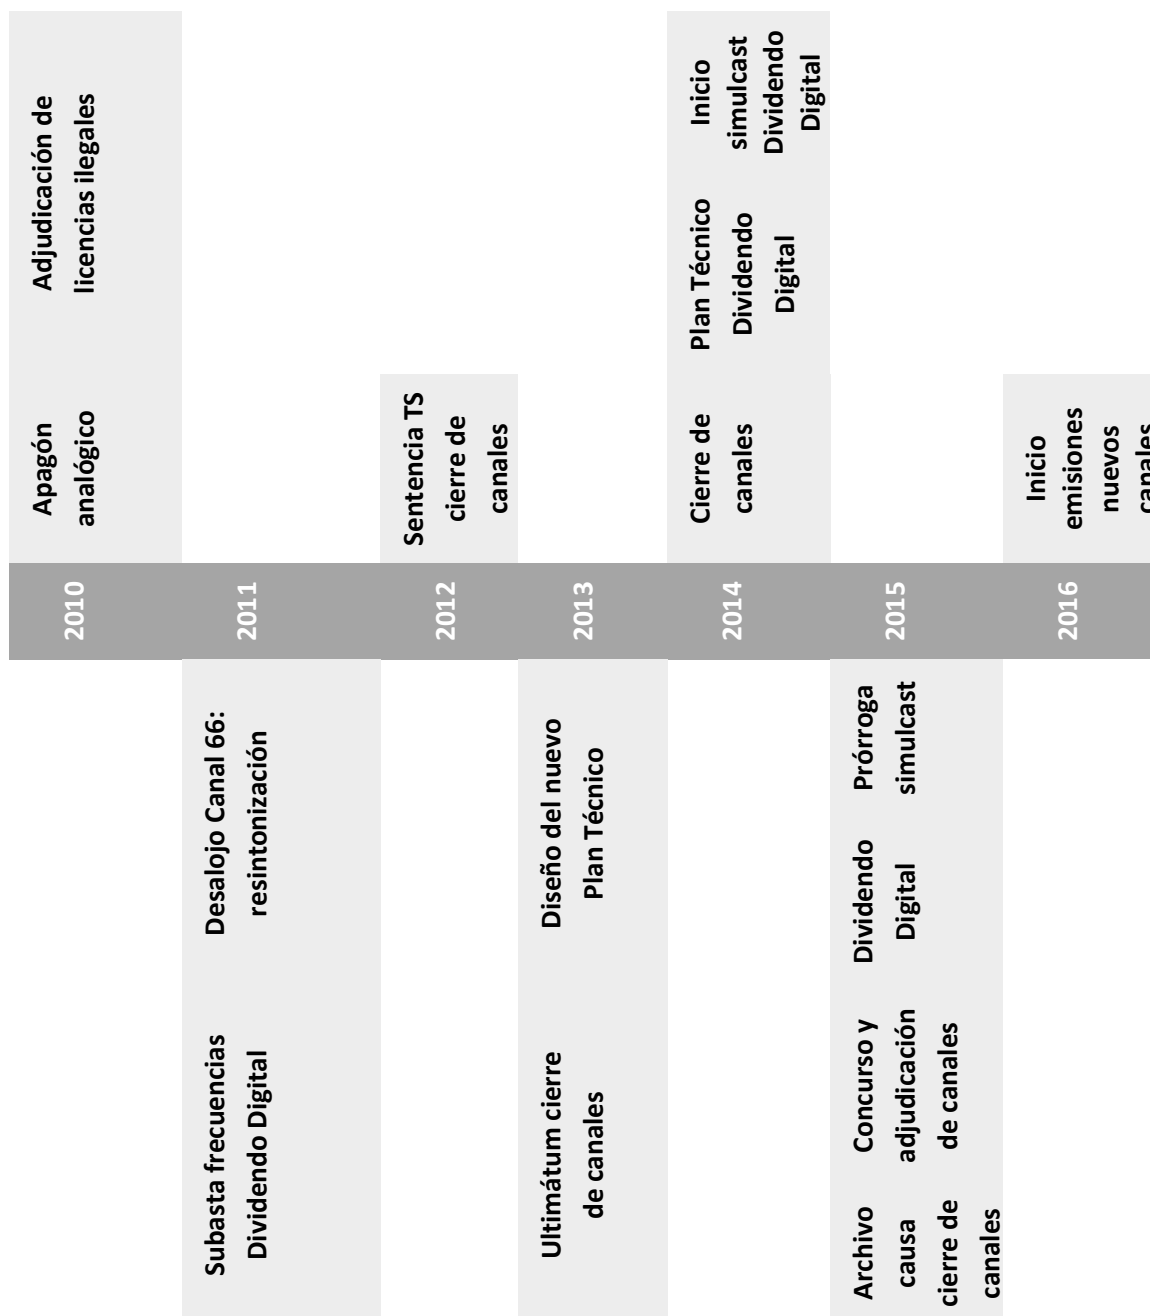 Apagón
analógico
Adjudicación de
licencias ilegales
2010
Subasta frecuencias
Dividendo Digital
Desalojo Canal 66:
resintonización
2011
Sentencia TS
cierre de
canales
2012
Ultimátum cierre
de canales
Diseño del nuevo
Plan Técnico
2013
Cierre de
canales
Plan Técnico
Dividendo
Digital
Inicio
simulcast
Dividendo
Digital
2014
Archivo
causa
cierre de
canales
Concurso y
adjudicación
de canales
Dividendo
Digital
Prórroga
simulcast
2015
Inicio
emisiones
nuevos
canales
2016